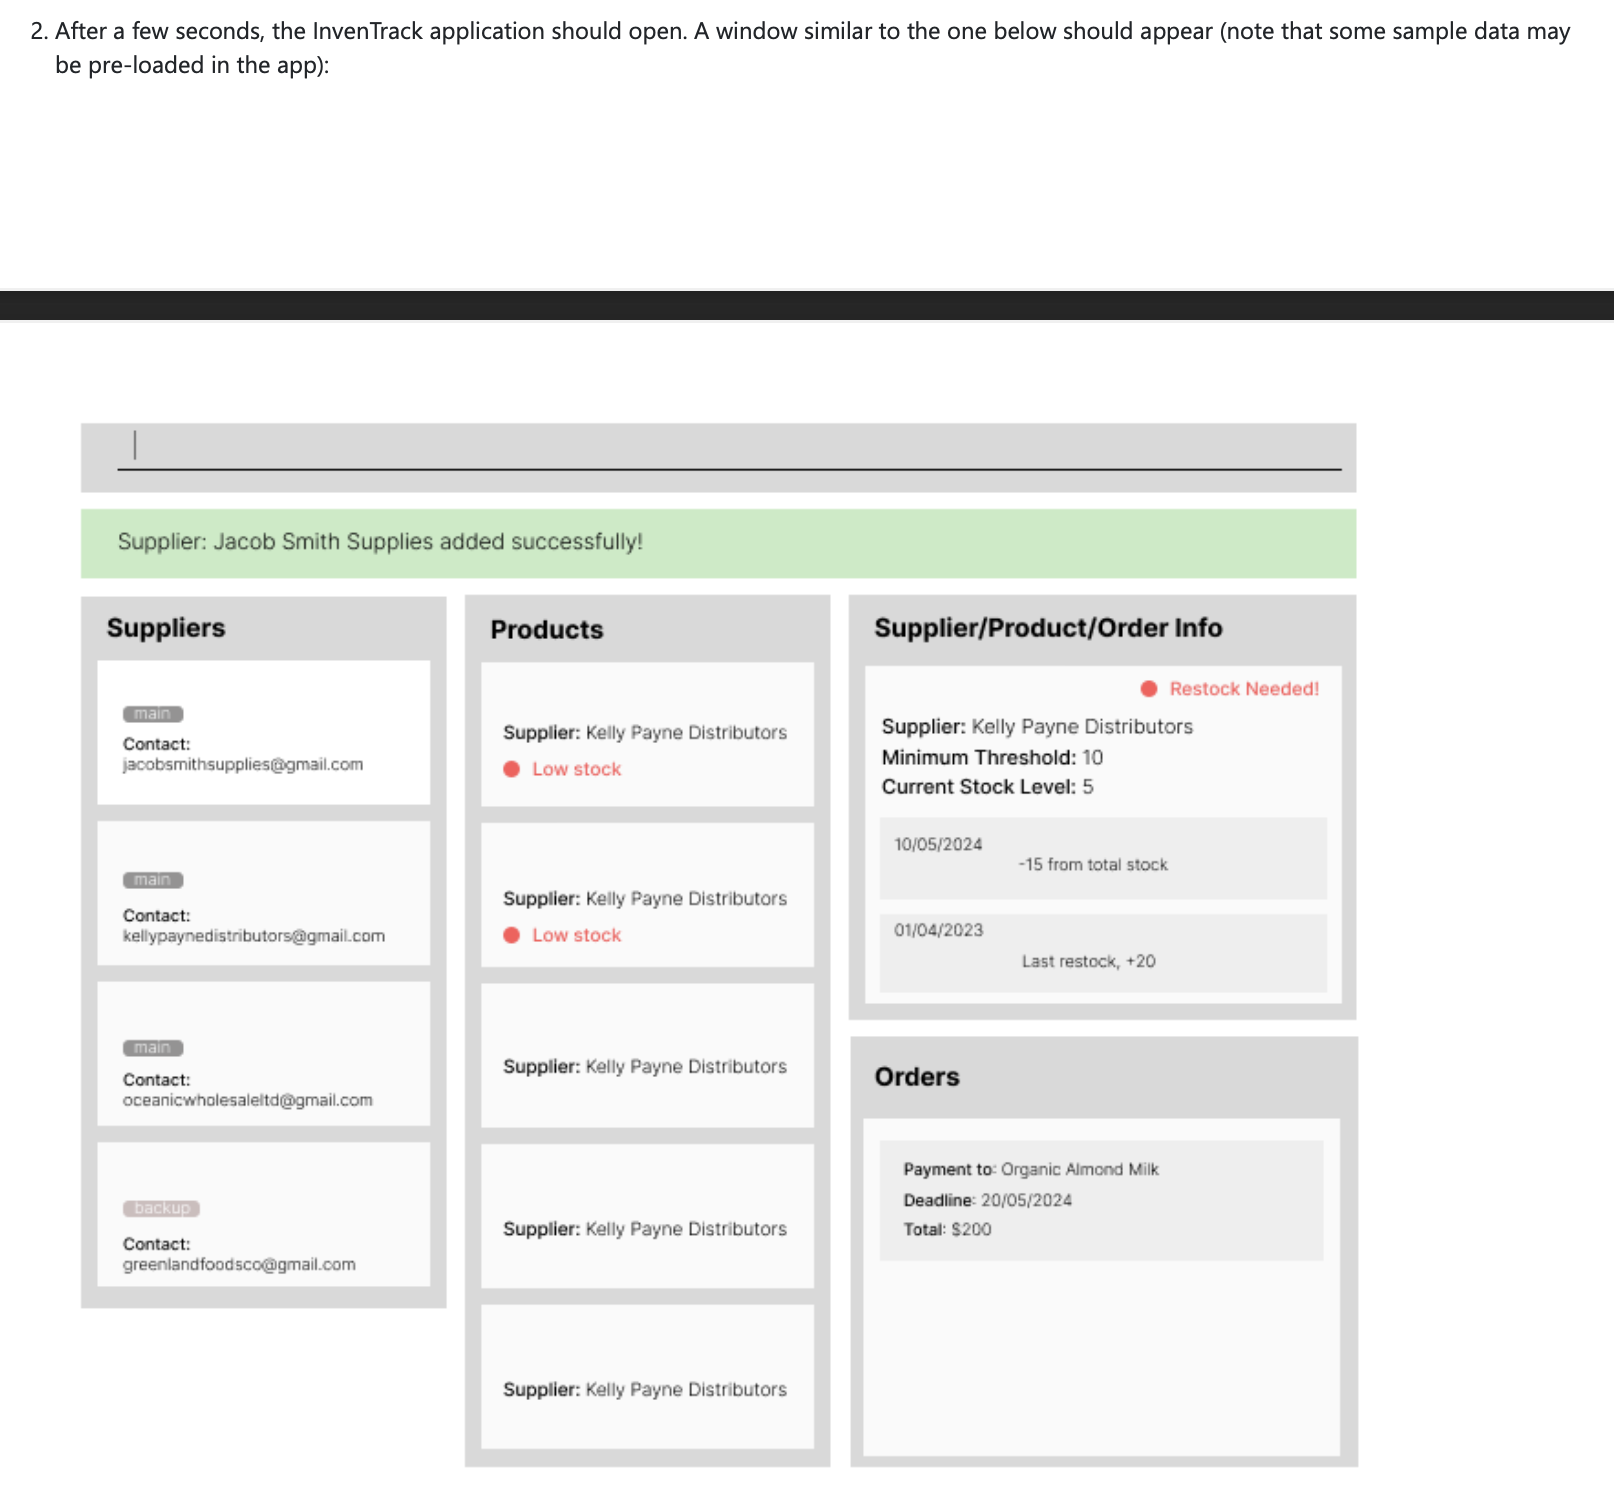 2. After a few seconds, the InvenTrack application should open. A window similar to the one below should appear (note that some sample data may
be pre-loaded in the app):
Supplier: Jacob Smith Supplies added successfully!
Suppliers
main
Contact:
jacobsmithsupplies@gmail.com
main
Contact:
kellypaynedistributors@gmail.com
main
Contact:
oceanicwholesaleltd@gmail.com
backup
Contact:
greenlandfoodsco@gmail.com
Products
Supplier: Kelly Payne Distributors
Low stock
Supplier: Kelly Payne Distributors
Low stock
Supplier: Kelly Payne Distributors
Supplier: Kelly Payne Distributors
Supplier: Kelly Payne Distributors
Supplier/Product/Order Info
Restock Needed!
Supplier: Kelly Payne Distributors
Minimum Threshold: 10
Current Stock Level: 5
10/05/2024
-15 from total stock
01/04/2023
Last restock, +20
Orders
Payment to: Organic Almond Milk
Deadline: 20/05/2024
Total: $200